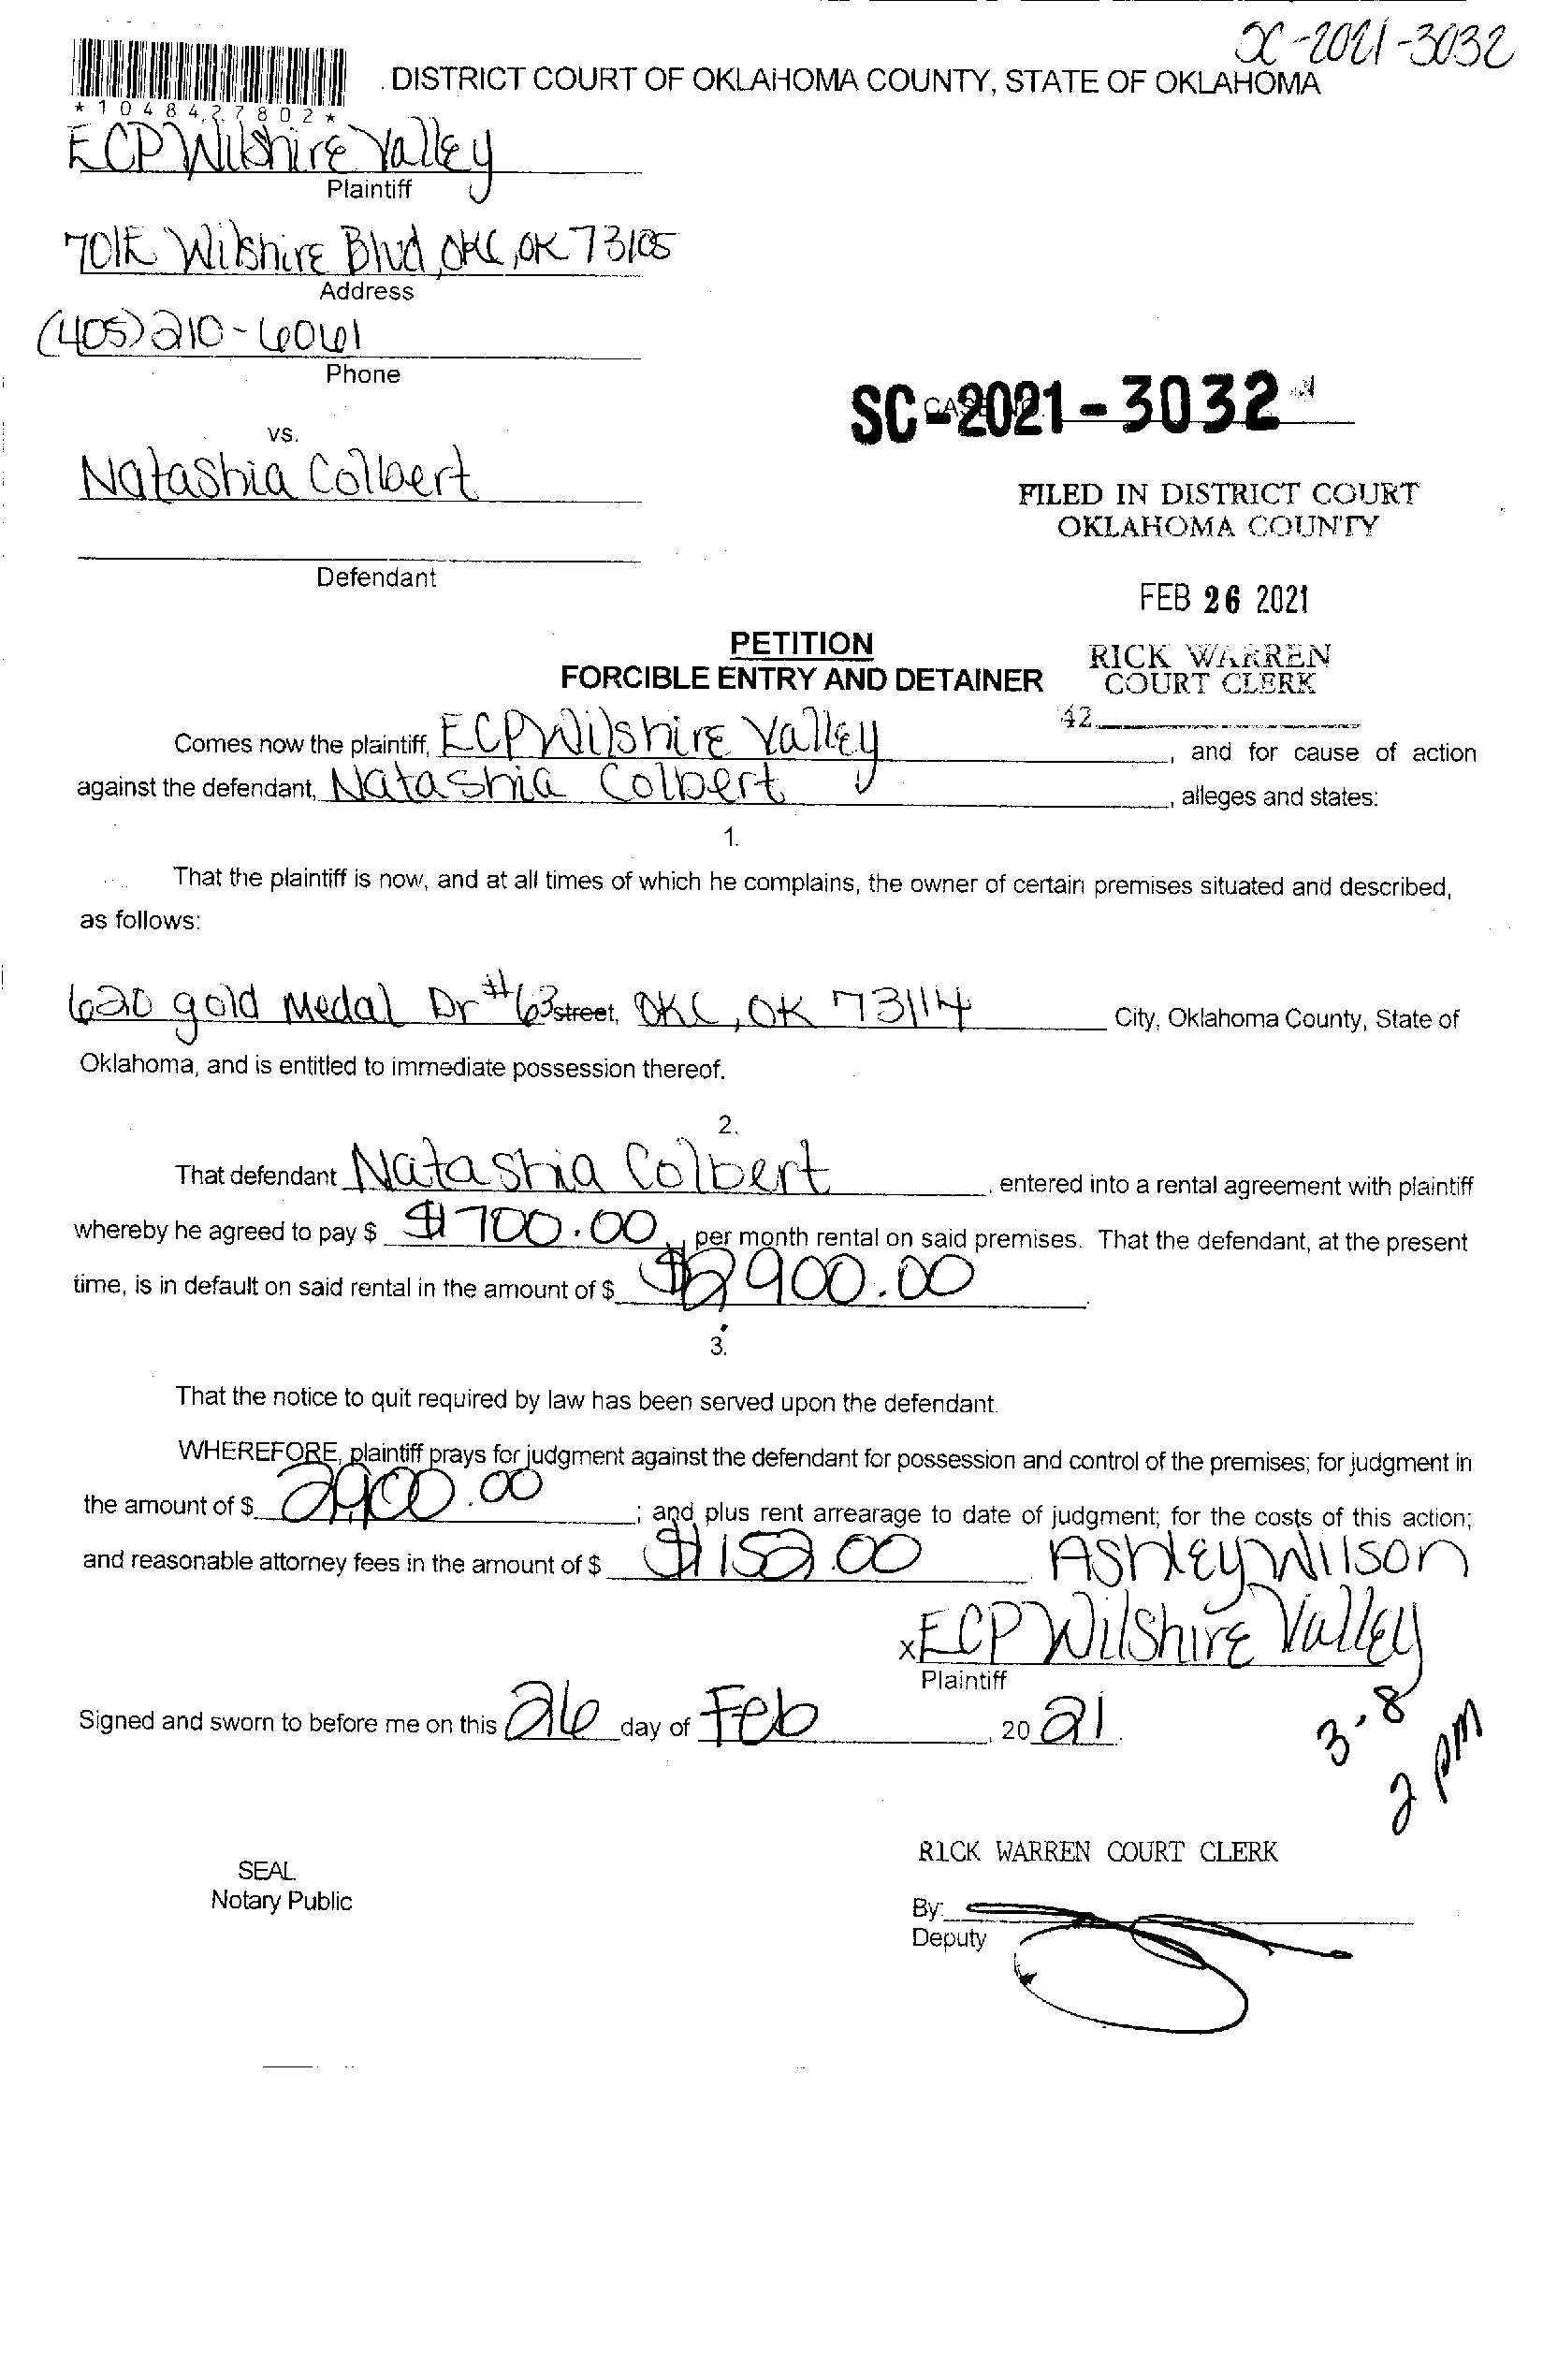 SC-2021-3032
DISTRICT COURT OF OKLAHOMA COUNTY, STATE OF OKLAHOMA
*1048427802*
ECP Wilshire Valley
Plaintiff
701 E Wilshire Blvd, OKC, OK 73105
Address
(405) 210-6061
Phone
SC-2021-3032
vs.
Natashia Colbert
FILED IN DISTRICT COURT
OKLAHOMA COUNTY
Defendant
FEB 26 2021
PETITION
FORCIBLE ENTRY AND DETAINER
RICK WARREN
COURT CLERK
42
Comes now the plaintiff, ECP Wilshire Valley, and for cause of action
against the defendant, Natashia Colbert, alleges and states:
1.
That the plaintiff is now, and at all times of which he complains, the owner of certain premises situated and described,
as follows:
620 gold Medal Dr #63 street, OKC, OK 73114 City, Oklahoma County, State of
Oklahoma, and is entitled to immediate possession thereof.
2.
That defendant Natashia Colbert, entered into a rental agreement with plaintiff
whereby he agreed to pay $ $700.00 per month rental on said premises. That the defendant, at the present
time, is in default on said rental in the amount of $ $2900.00.
3.
That the notice to quit required by law has been served upon the defendant.
WHEREFORE, plaintiff prays for judgment against the defendant for possession and control of the premises; for judgment in
the amount of $ 2,900.00; and plus rent arrearage to date of judgment; for the costs of this action;
and reasonable attorney fees in the amount of $ $152.00.
Ashley Wilson
x ECP Wilshire Valley
Plaintiff
Signed and sworn to before me on this 26 day of Feb, 20 21.
3-8
2 pm
RICK WARREN COURT CLERK
SEAL
Notary Public
By:
Deputy